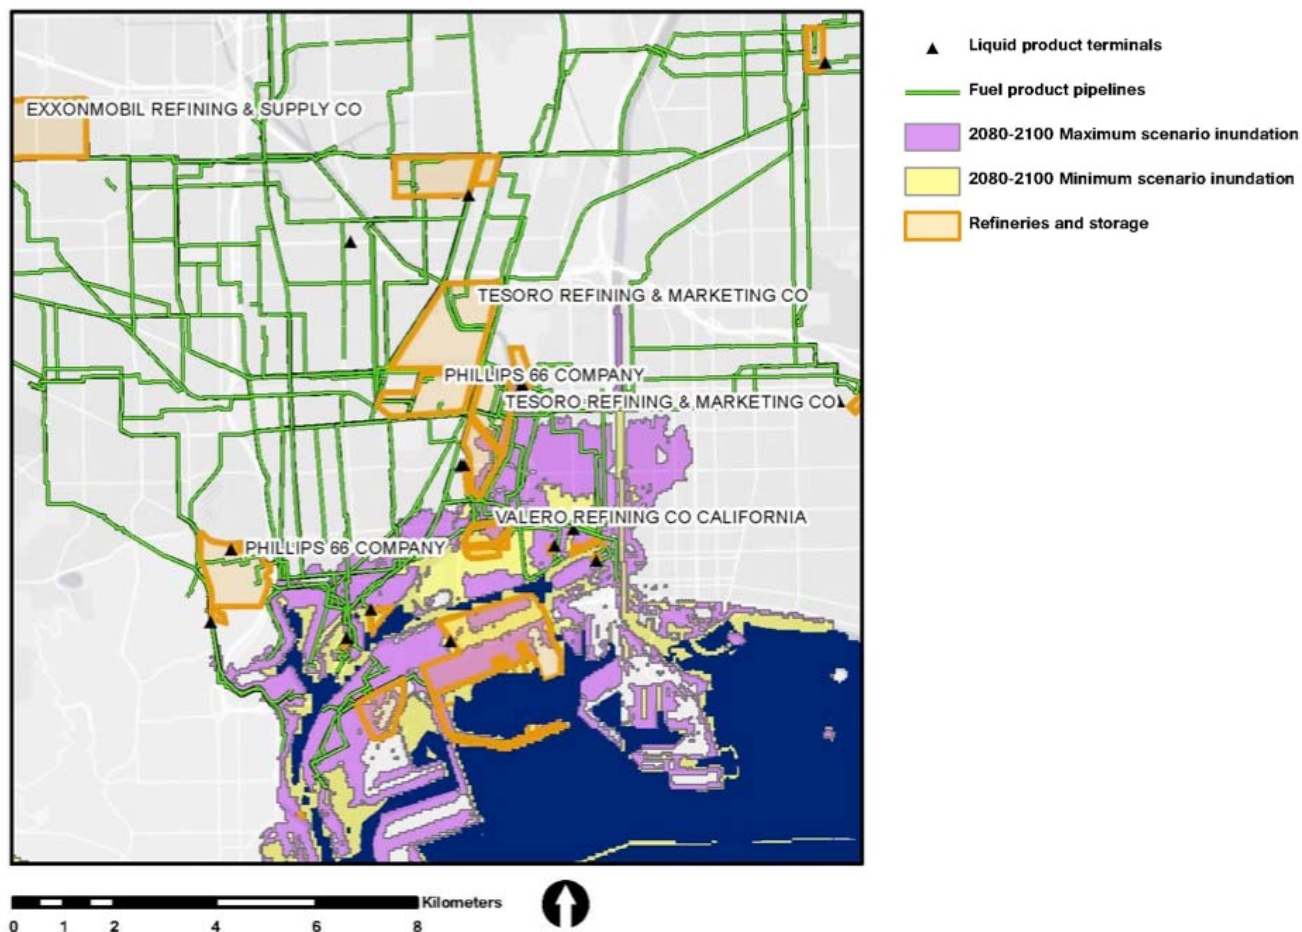 EXXONMOBIL REFINING & SUPPLY CO
TESORO REFINING & MARKETING CO
PHILLIPS 66 COMPANY
TESORO REFINING & MARKETING CO
VALERO REFINING CO CALIFORNIA
PHILLIPS 66 COMPANY
Liquid product terminals
Fuel product pipelines
2080-2100 Maximum scenario inundation
2080-2100 Minimum scenario inundation
Refineries and storage
Kilometers
0 1 2 4 6 8